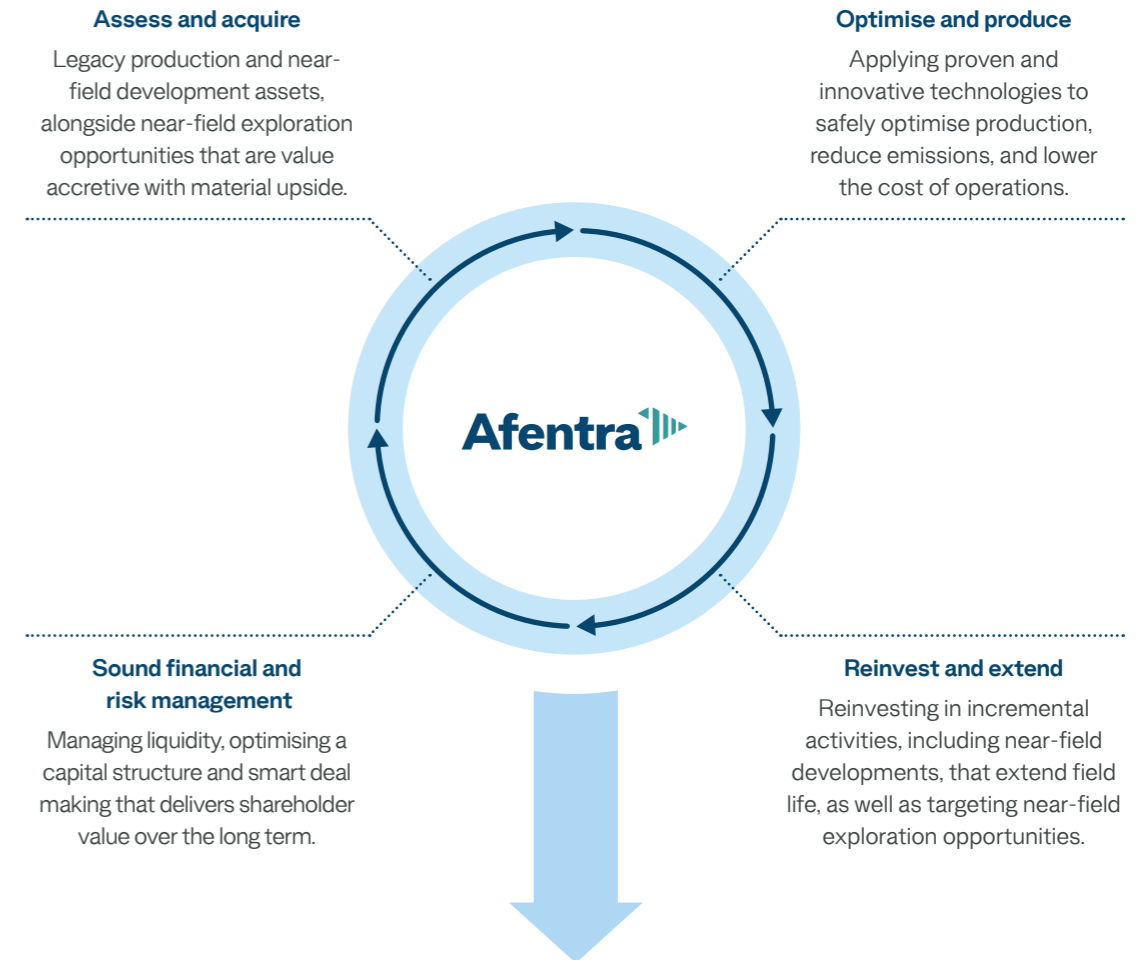 Assess and acquire
Legacy production and near-
field development assets,
alongside near-field exploration
opportunities that are value
accretive with material upside.
Optimise and produce
Applying proven and
innovative technologies to
safely optimise production,
reduce emissions, and lower
the cost of operations.
Afentra
Sound financial and
risk management
Managing liquidity, optimising a
capital structure and smart deal
making that delivers shareholder
value over the long term.
Reinvest and extend
Reinvesting in incremental
activities, including near-field
developments, that extend field
life, as well as targeting near-field
exploration opportunities.